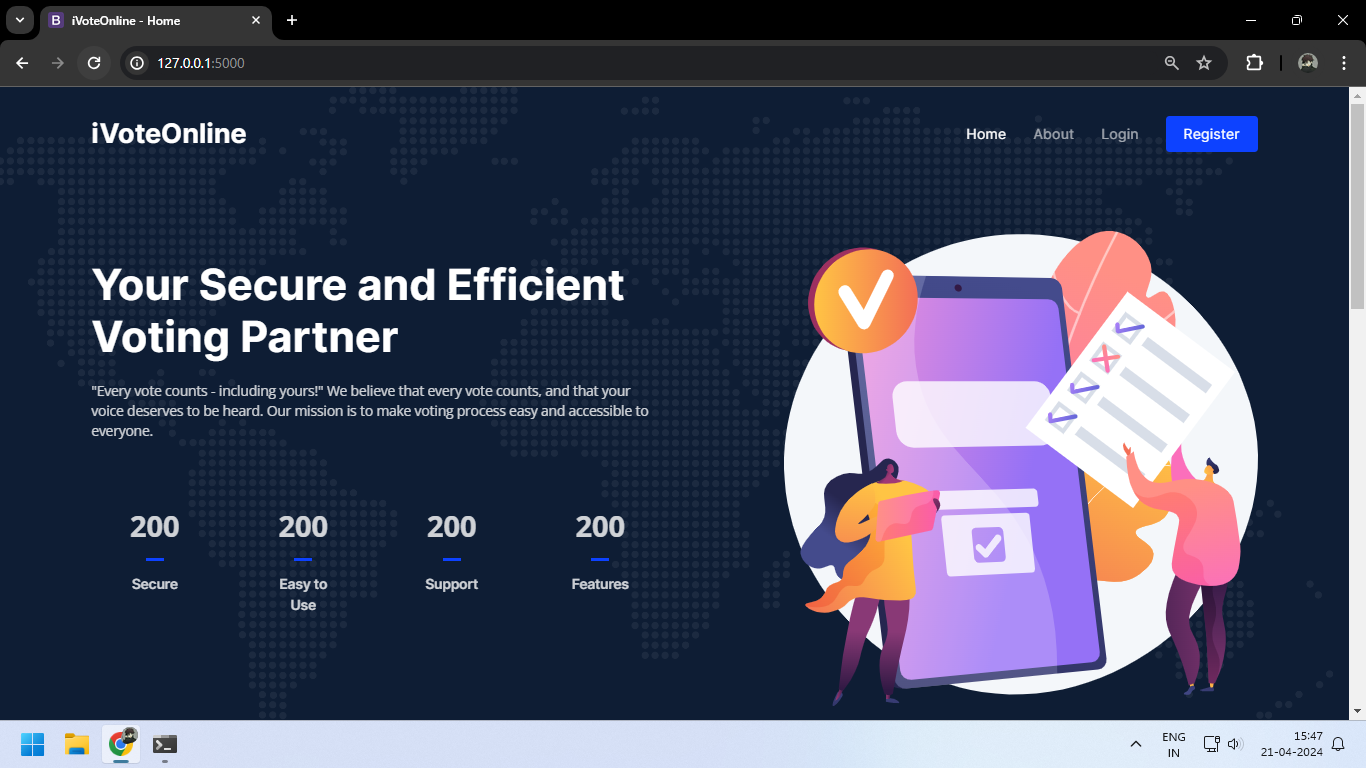 iVoteOnline - Home
127.0.0.1:5000
iVoteOnline
Home
About
Login
Register
Your Secure and Efficient
Voting Partner
"Every vote counts - including yours!" We believe that every vote counts, and that your
voice deserves to be heard. Our mission is to make voting process easy and accessible to
everyone.
200
200
200
200
Secure
Easy to
Use
Support
Features
ENG
IN
15:47
21-04-2024